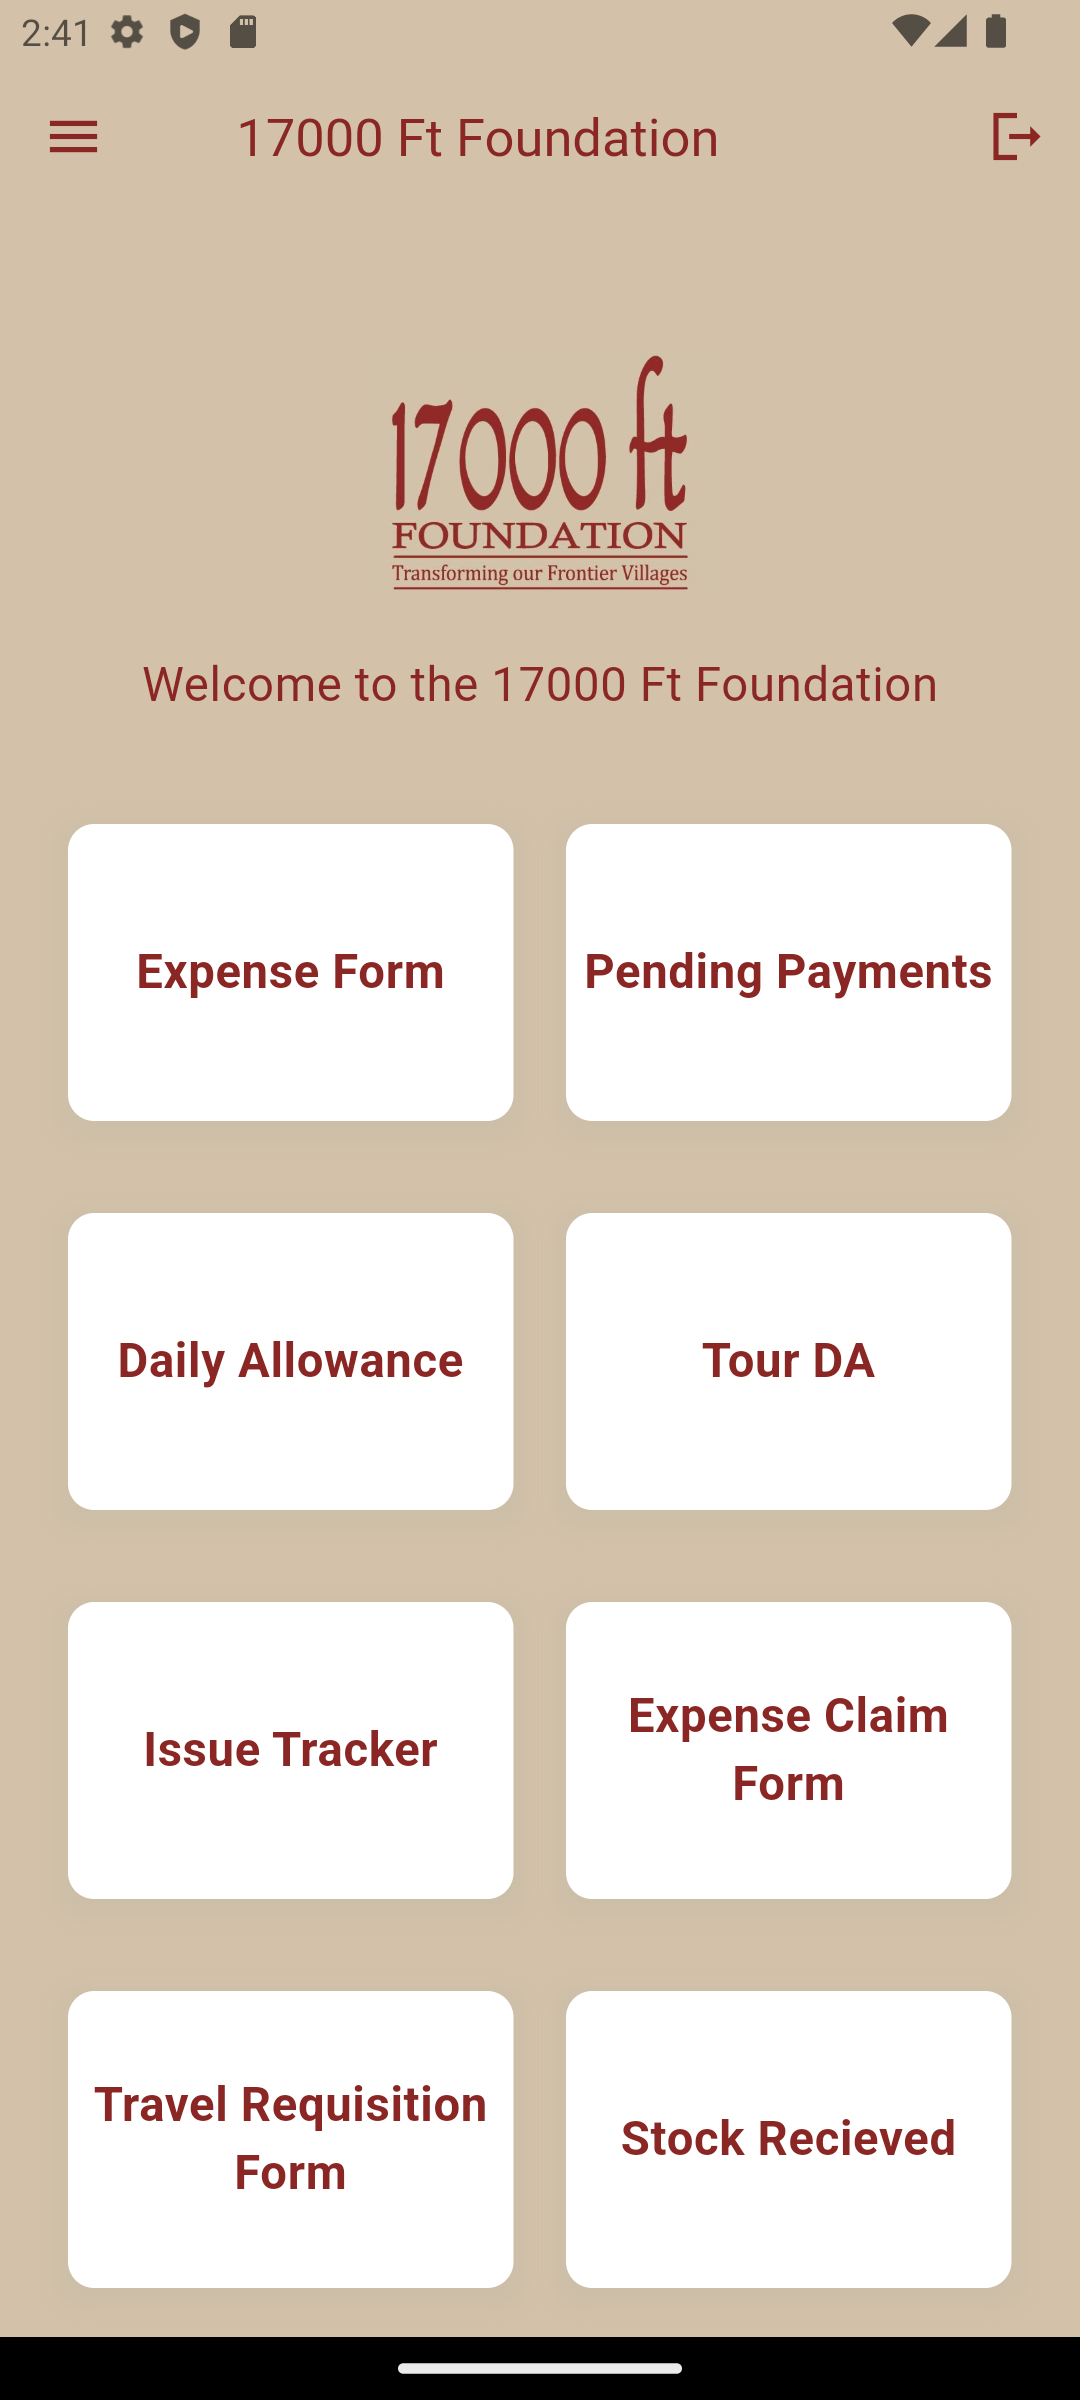 2:41
17000 Ft Foundation
17000 ft
FOUNDATION
Transforming our Frontier Villages
Welcome to the 17000 Ft Foundation
Expense Form
Pending Payments
Daily Allowance
Tour DA
Issue Tracker
Expense Claim
Form
Travel Requisition
Form
Stock Recieved